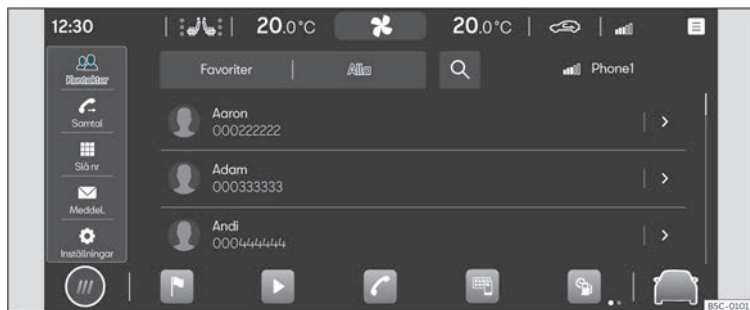 12:30 20.0°C 20.0°C
Kontakter
Samtal
Slå nr
Meddel.
Inställningar
Favoriter Alla Phone1
Aaron
000222222
Adam
000333333
Andi
000444444
B5C-0101